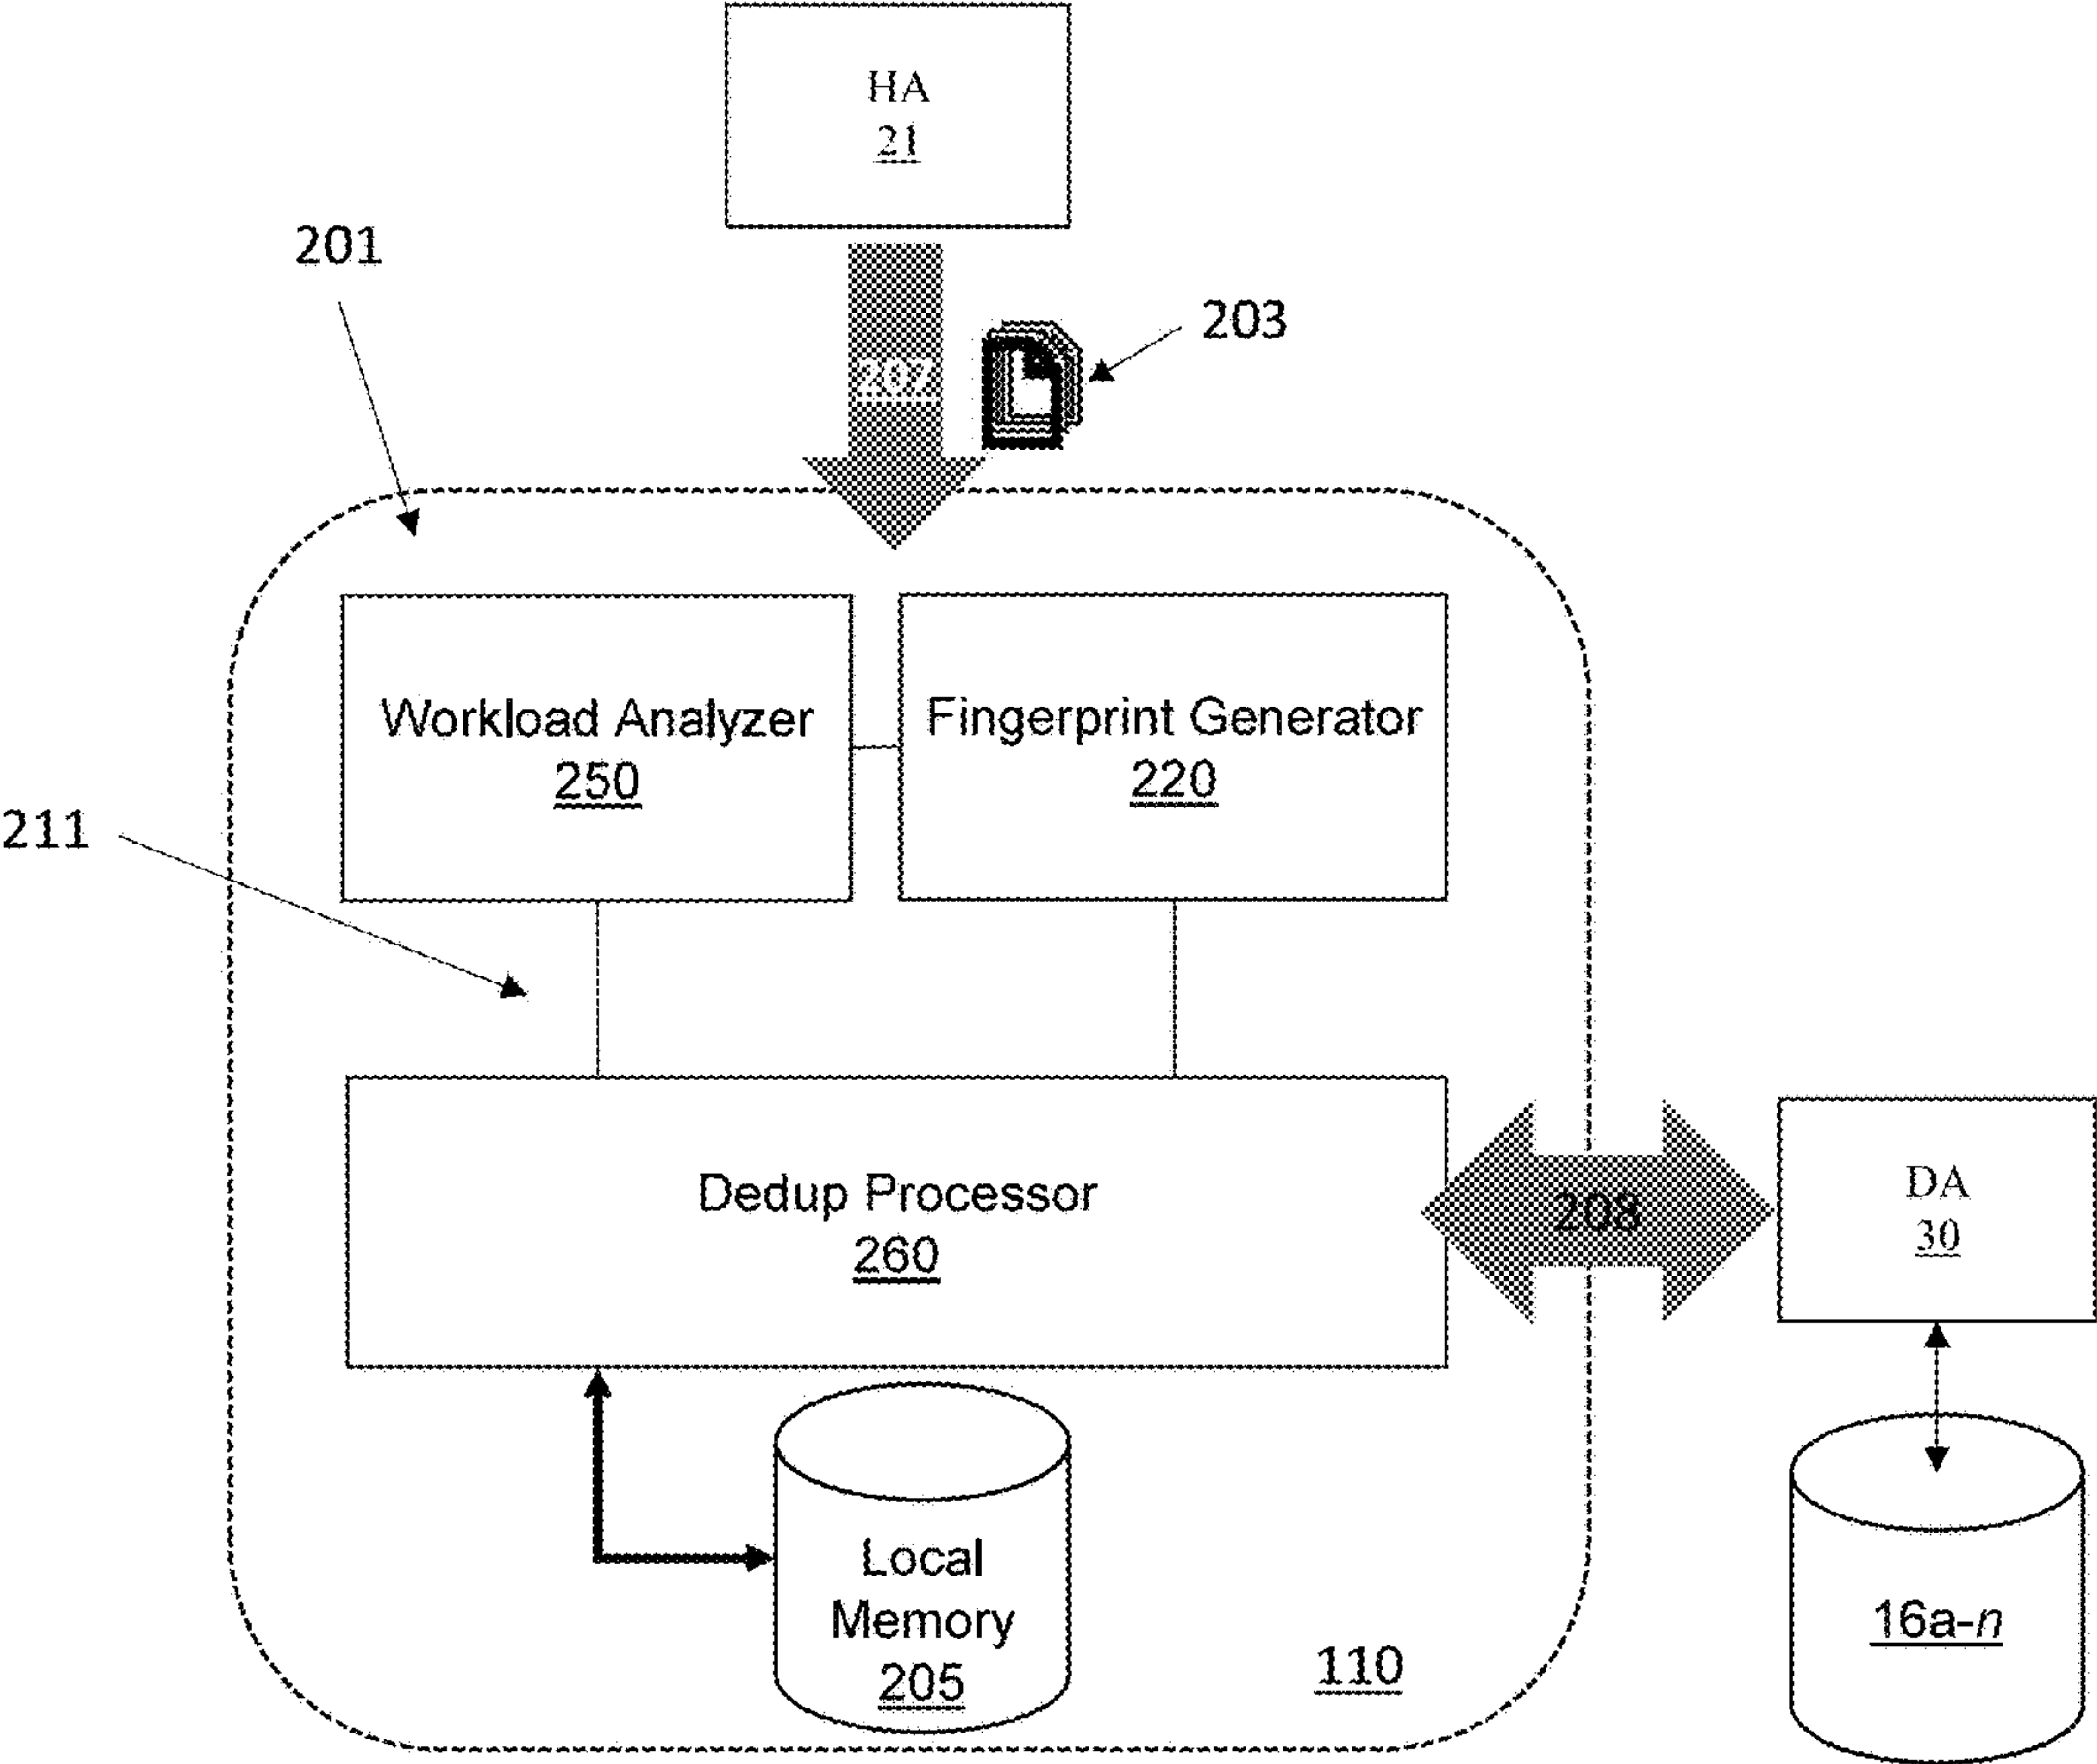 HA
21
201
203
207
Workload Analyzer
250
Fingerprint Generator
220
211
Dedup Processor
260
208
DA
30
Local
Memory
205
110
16a-n